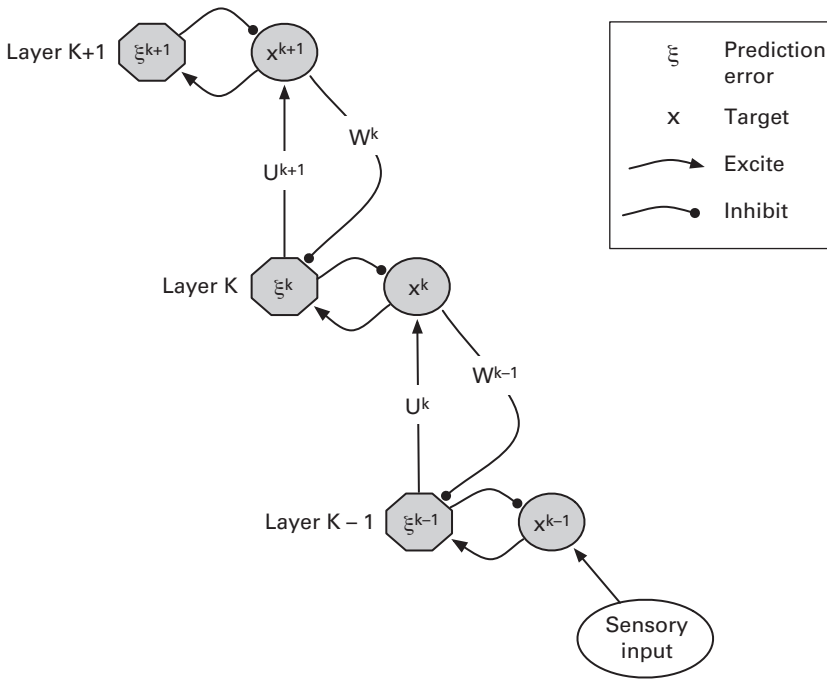 Layer K+1
ξᵏ⁺¹
xᵏ⁺¹
Wᵏ
Uᵏ⁺¹
Layer K
ξᵏ
xᵏ
Wᵏ⁻¹
Uᵏ
Layer K – 1
ξᵏ⁻¹
xᵏ⁻¹
Sensory
input
ξ Prediction
error
x Target
Excite
Inhibit